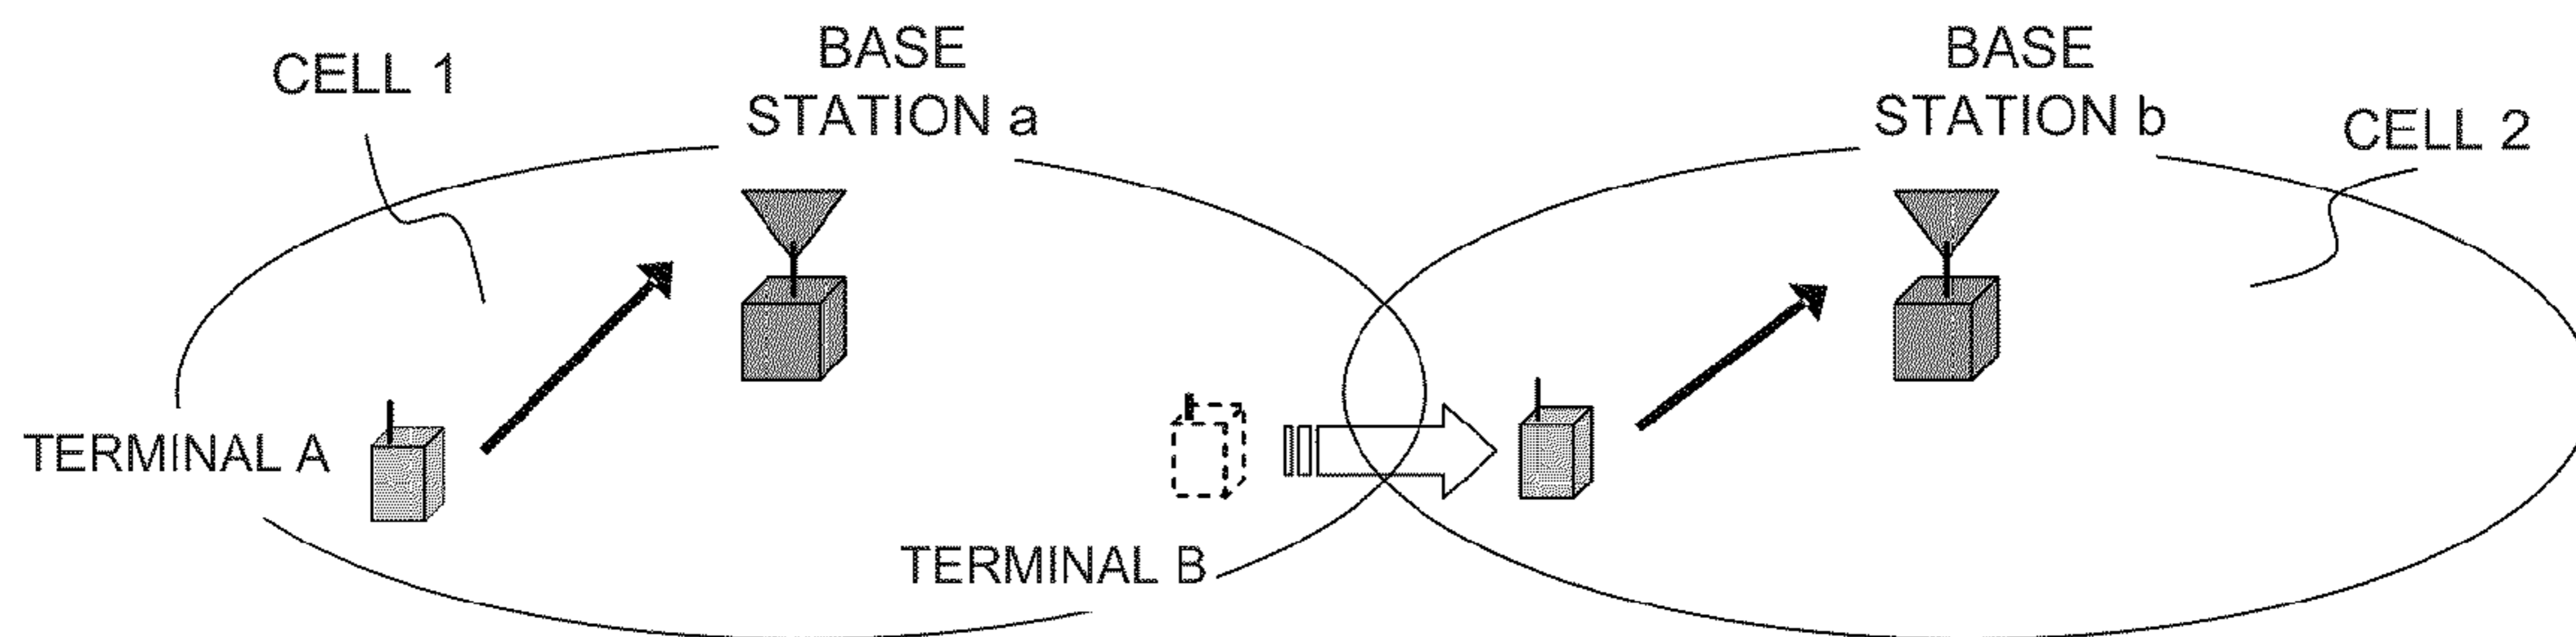 CELL 1
BASE
STATION a
BASE
STATION b
CELL 2
TERMINAL A
TERMINAL B